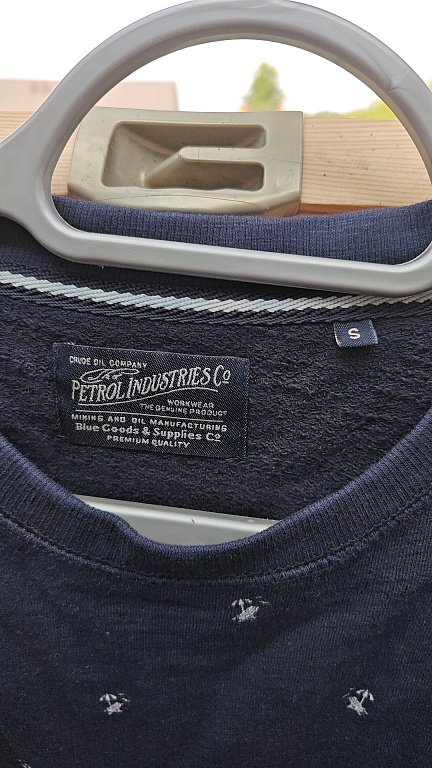 CRUDE OIL COMPANY
The
PETROL INDUSTRIES Co
WORKWEAR
THE GENUINE PRODUCT
MINING AND OIL MANUFACTURING
Blue Goods & Supplies Co
PREMIUM QUALITY
S